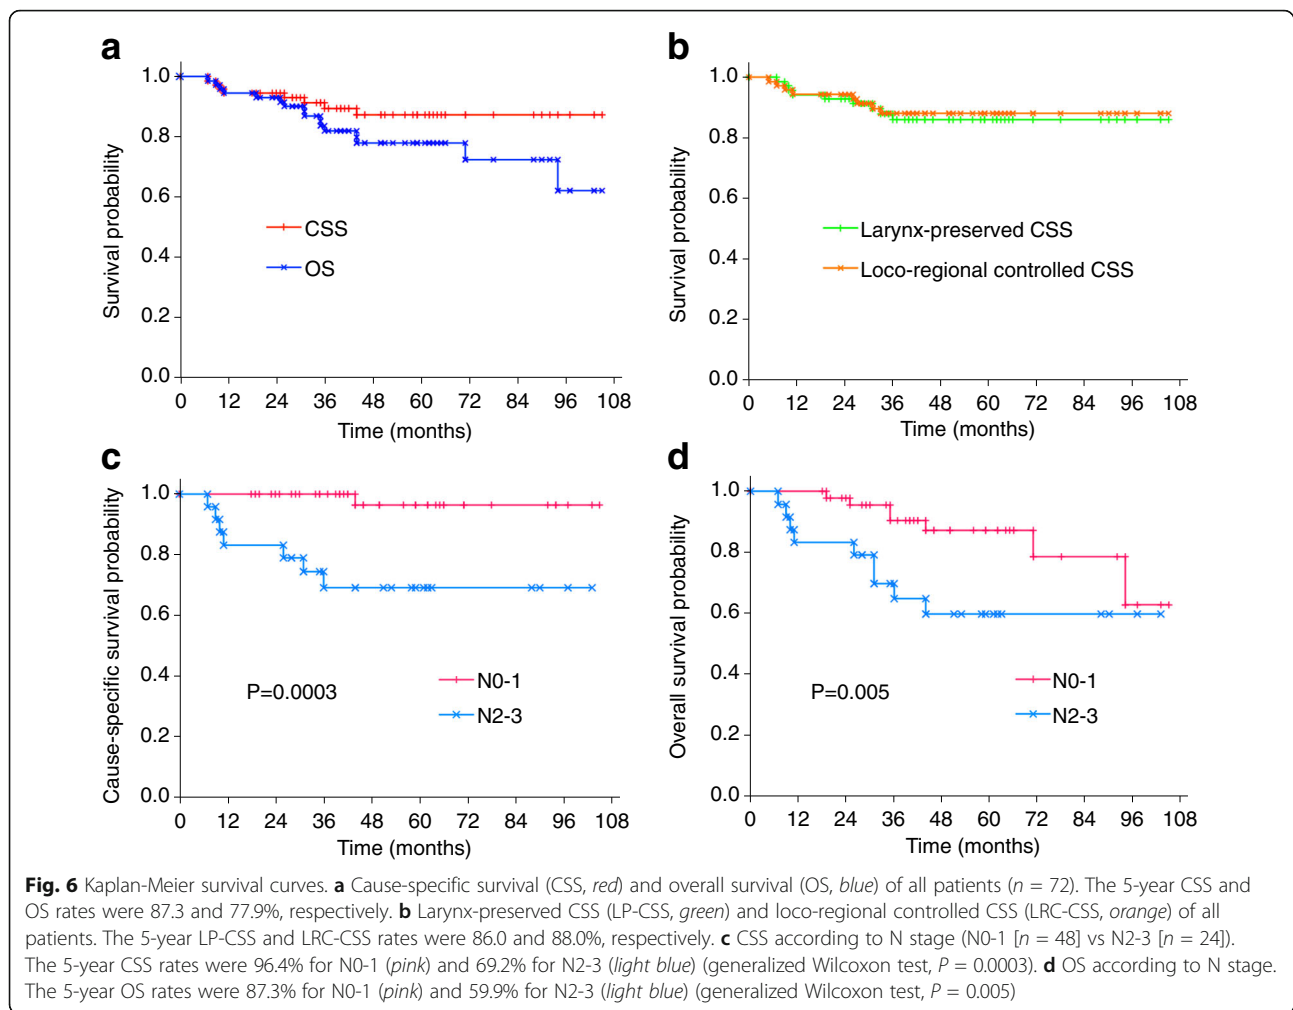 a
1.0
0.8
0.6
0.4
0.2
0.0
Survival probability
CSS
OS
0 12 24 36 48 60 72 84 96 108
Time (months)
b
1.0
0.8
0.6
0.4
0.2
0.0
Survival probability
Larynx-preserved CSS
Loco-regional controlled CSS
0 12 24 36 48 60 72 84 96 108
Time (months)
c
1.0
0.8
0.6
0.4
0.2
0.0
Cause-specific survival probability
P=0.0003
N0-1
N2-3
0 12 24 36 48 60 72 84 96 108
Time (months)
d
1.0
0.8
0.6
0.4
0.2
0.0
Overall survival probability
P=0.005
N0-1
N2-3
0 12 24 36 48 60 72 84 96 108
Time (months)
Fig. 6 Kaplan-Meier survival curves. a Cause-specific survival (CSS, red) and overall survival (OS, blue) of all patients (n = 72). The 5-year CSS and
OS rates were 87.3 and 77.9%, respectively. b Larynx-preserved CSS (LP-CSS, green) and loco-regional controlled CSS (LRC-CSS, orange) of all
patients. The 5-year LP-CSS and LRC-CSS rates were 86.0 and 88.0%, respectively. c CSS according to N stage (N0-1 [n = 48] vs N2-3 [n = 24]).
The 5-year CSS rates were 96.4% for N0-1 (pink) and 69.2% for N2-3 (light blue) (generalized Wilcoxon test, P = 0.0003). d OS according to N stage.
The 5-year OS rates were 87.3% for N0-1 (pink) and 59.9% for N2-3 (light blue) (generalized Wilcoxon test, P = 0.005)